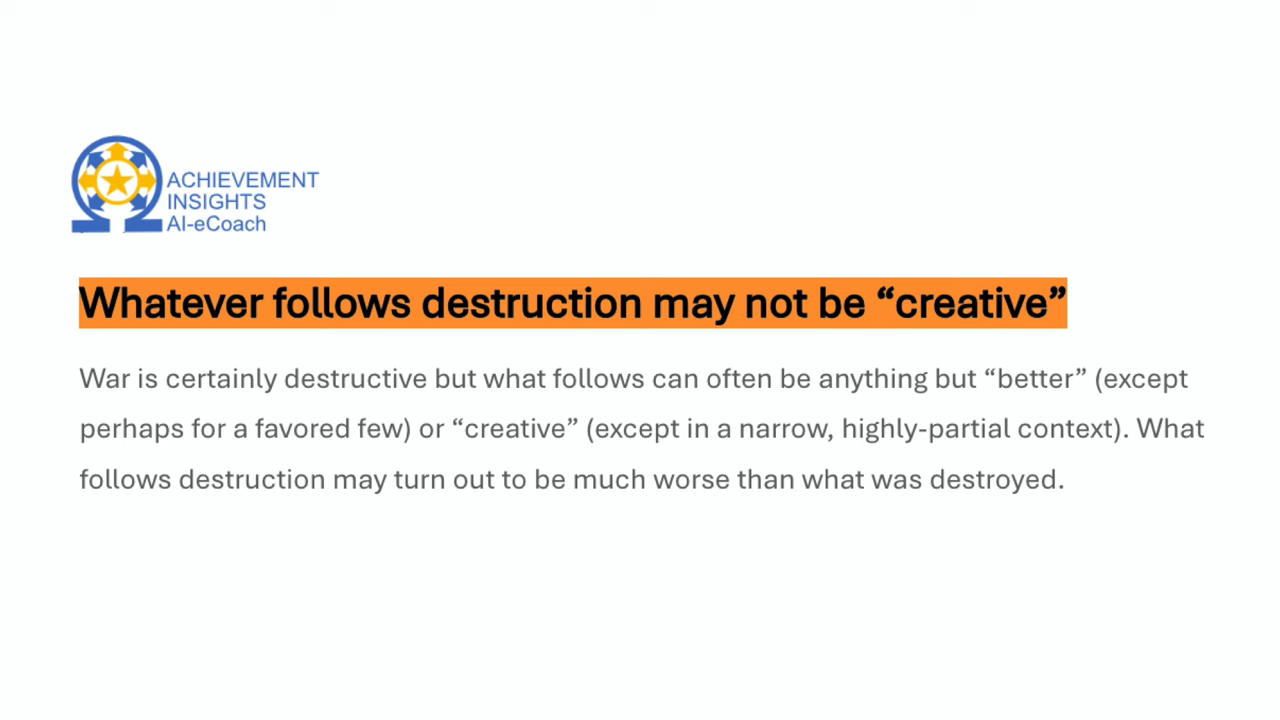 ACHIEVEMENT
INSIGHTS
AI-eCoach
Whatever follows destruction may not be “creative”
War is certainly destructive but what follows can often be anything but “better” (except
perhaps for a favored few) or “creative” (except in a narrow, highly-partial context). What
follows destruction may turn out to be much worse than what was destroyed.